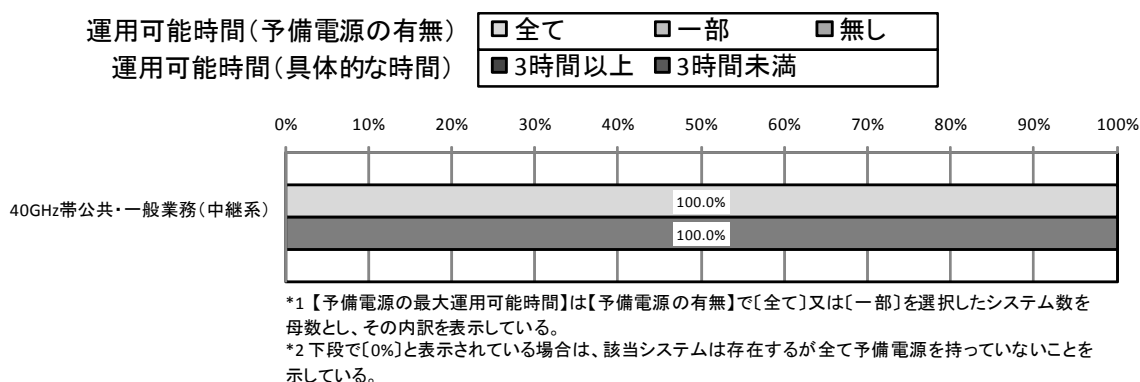 運用可能時間(予備電源の有無) □全て □一部 □無し
運用可能時間(具体的な時間) ■3時間以上 ■3時間未満
0% 10% 20% 30% 40% 50% 60% 70% 80% 90% 100%
100.0%
40GHz帯公共・一般業務(中継系)
100.0%
*1 【予備電源の最大運用可能時間】は【予備電源の有無】で〔全て〕又は〔一部〕を選択したシステム数を
母数とし、その内訳を表示している。
*2 下段で〔0%〕と表示されている場合は、該当システムは存在するが全て予備電源を持っていないことを
示している。